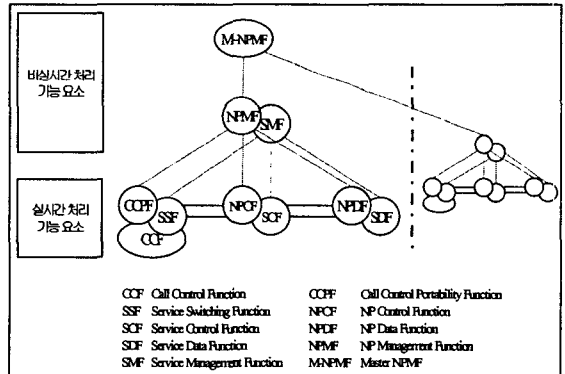 비실시간 처리
기능 요소
M-NPMF
NPMF
SMF
실시간 처리
기능 요소
CCPF
SSF
CCF
NPCF
SCF
NPDF
SDF
CCF Call Control Function
CCPF Call Control Portability Function
SSF Service Switching Function
NPCF NP Control Function
SCF Service Control Function
NPDF NP Data Function
SDF Service Data Function
NPMF NP Management Function
SMF Service Management Function
M-NPMF Master NPMF